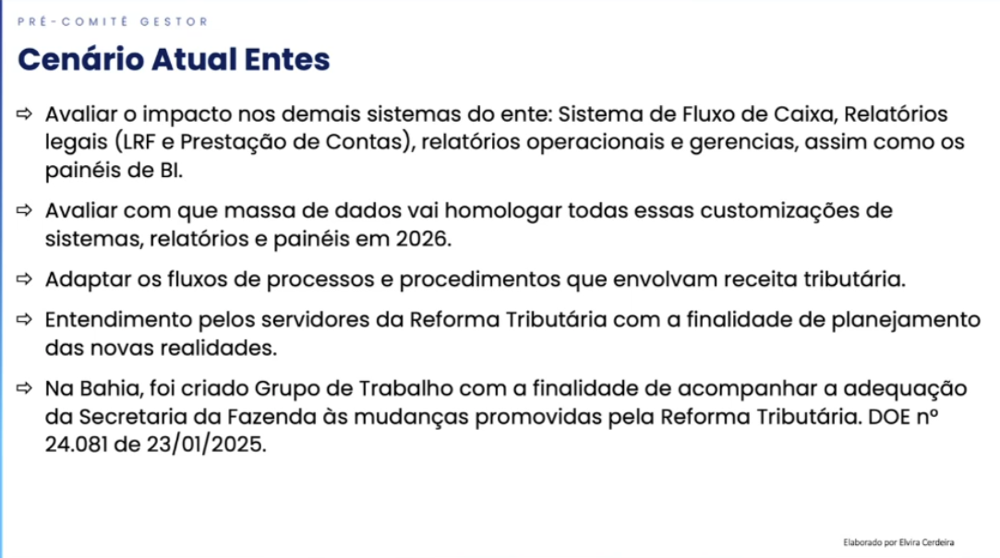 PRÉ-COMITÊ GESTOR
Cenário Atual Entes
⇨ Avaliar o impacto nos demais sistemas do ente: Sistema de Fluxo de Caixa, Relatórios
legais (LRF e Prestação de Contas), relatórios operacionais e gerencias, assim como os
painéis de BI.
⇨ Avaliar com que massa de dados vai homologar todas essas customizações de
sistemas, relatórios e painéis em 2026.
⇨ Adaptar os fluxos de processos e procedimentos que envolvam receita tributária.
⇨ Entendimento pelos servidores da Reforma Tributária com a finalidade de planejamento
das novas realidades.
⇨ Na Bahia, foi criado Grupo de Trabalho com a finalidade de acompanhar a adequação
da Secretaria da Fazenda às mudanças promovidas pela Reforma Tributária. DOE nº
24.081 de 23/01/2025.
Elaborado por Elvira Cerdeira